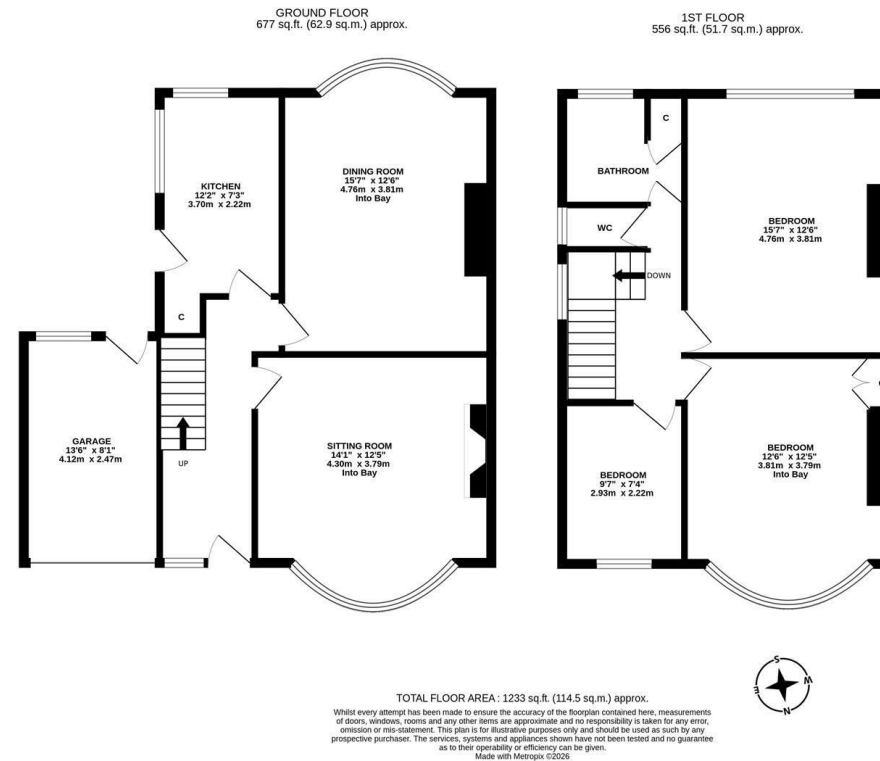 GROUND FLOOR
677 sq.ft. (62.9 sq.m.) approx.
1ST FLOOR
556 sq.ft. (51.7 sq.m.) approx.
KITCHEN
12'2" x 7'3"
3.70m x 2.22m
DINING ROOM
15'7" x 12'6"
4.76m x 3.81m
Into Bay
C
GARAGE
13'6" x 8'1"
4.12m x 2.47m
UP
SITTING ROOM
14'1" x 12'5"
4.30m x 3.79m
Into Bay
C
BATHROOM
WC
DOWN
BEDROOM
15'7" x 12'6"
4.76m x 3.81m
BEDROOM
9'7" x 7'4"
2.93m x 2.22m
BEDROOM
12'6" x 12'5"
3.81m x 3.79m
Into Bay
S
W
E
N
TOTAL FLOOR AREA : 1233 sq.ft. (114.5 sq.m.) approx.
Whilst every attempt has been made to ensure the accuracy of the floorplan contained here, measurements
of doors, windows, rooms and any other items are approximate and no responsibility is taken for any error,
omission or mis-statement. This plan is for illustrative purposes only and should be used as such by any
prospective purchaser. The services, systems and appliances shown have not been tested and no guarantee
as to their operability or efficiency can be given.
Made with Metropix ©2026